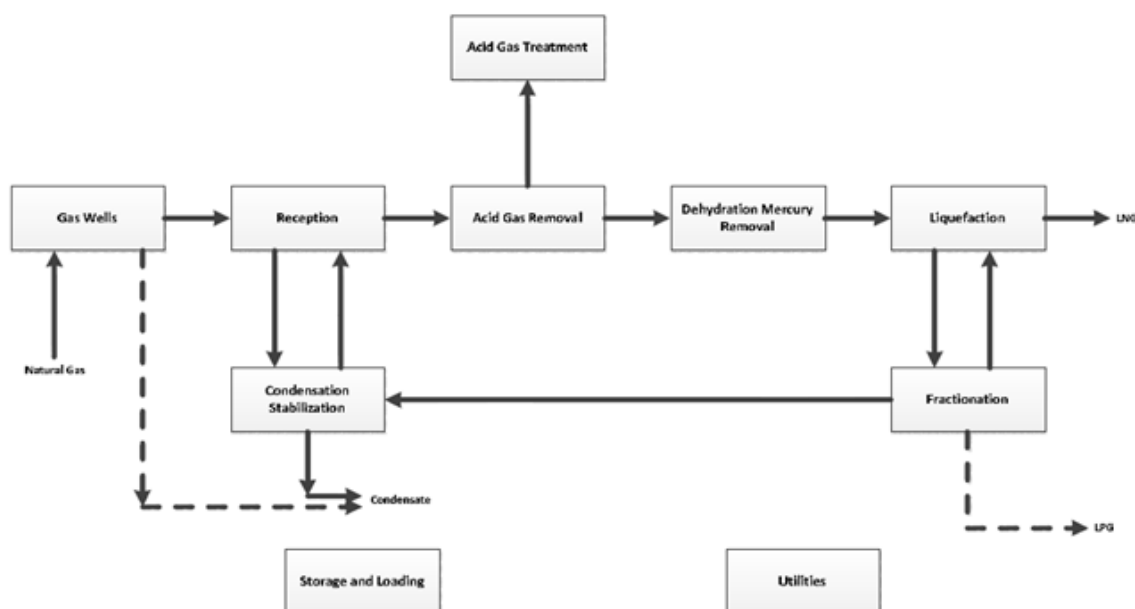 Acid Gas Treatment
Gas Wells
Reception
Acid Gas Removal
Dehydration Mercury
Removal
Liquefaction
LNG
Natural Gas
Condensation
Stabilization
Fractionation
Condensate
LPG
Storage and Loading
Utilities